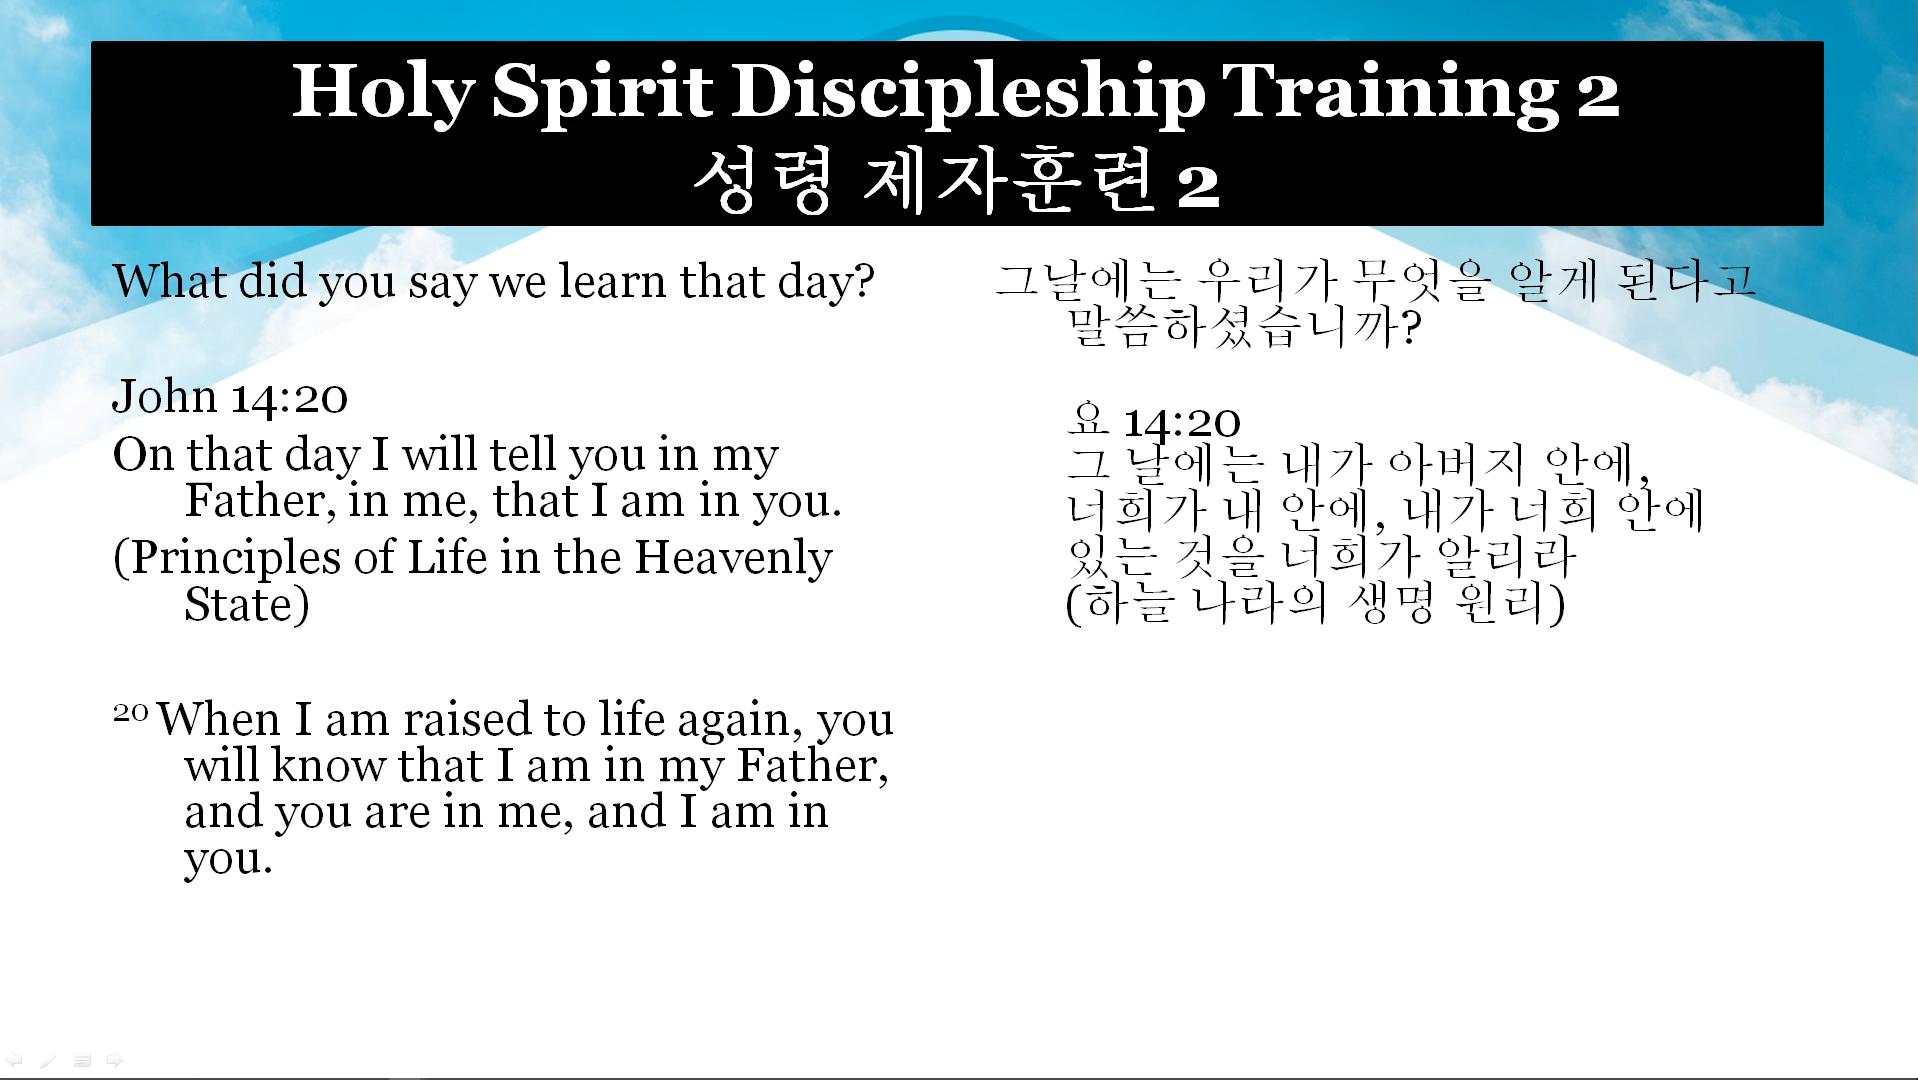 Holy Spirit Discipleship Training 2
성령 제자훈련 2
What did you say we learn that day?
John 14:20
On that day I will tell you in my
Father, in me, that I am in you.
(Principles of Life in the Heavenly
State)
20 When I am raised to life again, you
will know that I am in my Father,
and you are in me, and I am in
you.
그날에는 우리가 무엇을 알게 된다고
말씀하셨습니까?
요 14:20
그 날에는 내가 아버지 안에,
너희가 내 안에, 내가 너희 안에
있는 것을 너희가 알리라
(하늘 나라의 생명 원리)